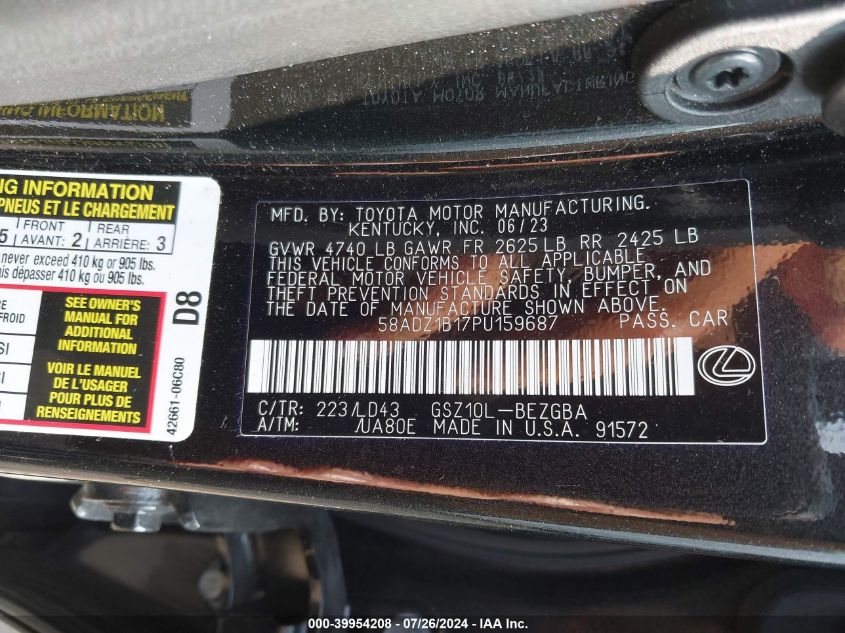 NG INFORMATION
PNEUS ET LE CHARGEMENT
5 FRONT REAR
AVANT: 2 ARRIÈRE: 3
never exceed 410 kg or 905 lbs.
dépasser 410 kg ou 905 lbs.
SEE OWNER'S
MANUAL FOR
ADDITIONAL
INFORMATION
VOIR LE MANUEL
DE L'USAGER
POUR PLUS DE
RENSEIGNEMENTS
D8
42661-06C80
MFD. BY: TOYOTA MOTOR MANUFACTURING.
KENTUCKY, INC. 06/23
GVWR 4740 LB GAWR FR 2625 LB RR 2425 LB
THIS VEHICLE CONFORMS TO ALL APPLICABLE
FEDERAL MOTOR VEHICLE SAFETY, BUMPER, AND
THEFT PREVENTION STANDARDS IN EFFECT ON
THE DATE OF MANUFACTURE SHOWN ABOVE.
58ADZ1B17PU159687 PASS. CAR
C/TR: 223/LD43 GSZ10L-BEZGBA
A/TM: /UA80E MADE IN U.S.A. 91572
000-39954208 - 07/26/2024 - IAA Inc.